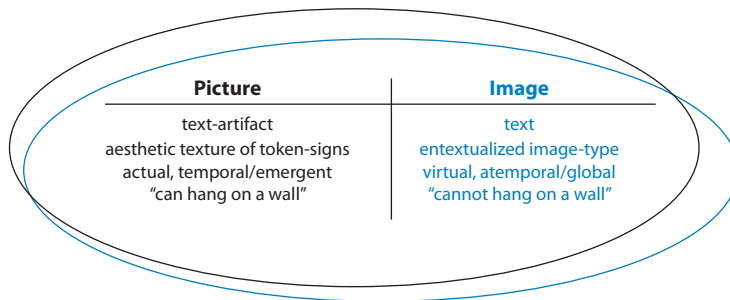 Picture Image
text-artifact text
aesthetic texture of token-signs entextualized image-type
actual, temporal/emergent virtual, atemporal/global
“can hang on a wall” “cannot hang on a wall”